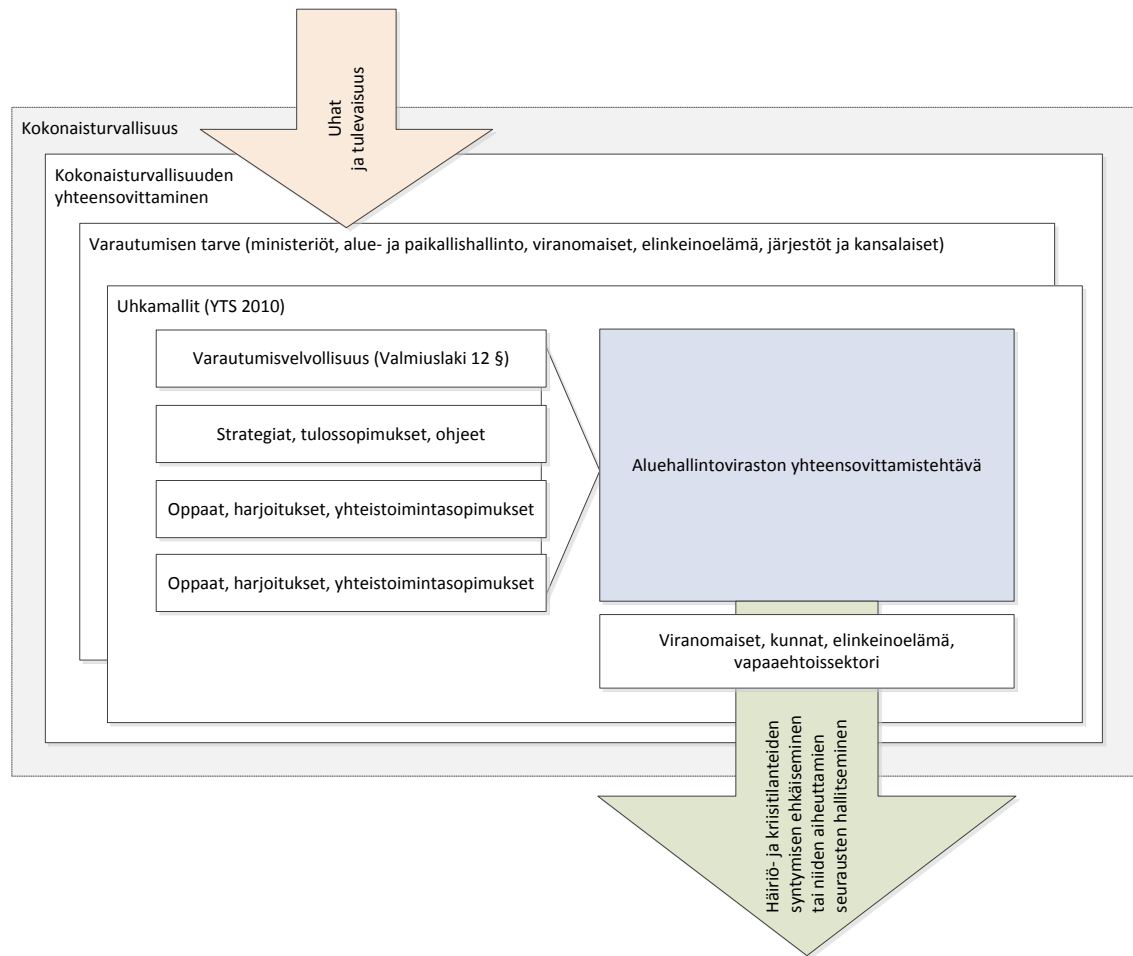 Uhat
ja tulevaisuus
Kokonaisturvallisuus
Kokonaisturvallisuuden
yhteensovittaminen
Varautumisen tarve (ministeriöt, alue- ja paikallishallinto, viranomaiset, elinkeinoelämä, järjestöt ja kansalaiset)
Uhkamallit (YTS 2010)
Varautumisvelvollisuus (Valmiuslaki 12 §)
Strategiat, tulossopimukset, ohjeet
Oppaat, harjoitukset, yhteistoimintasopimukset
Oppaat, harjoitukset, yhteistoimintasopimukset
Aluehallintoviraston yhteensovittamistehtävä
Viranomaiset, kunnat, elinkeinoelämä,
vapaaehtoissektori
Häiriö- ja kriisitilanteiden
syntymisen ehkäiseminen
tai niiden aiheuttamien
seurausten hallitseminen